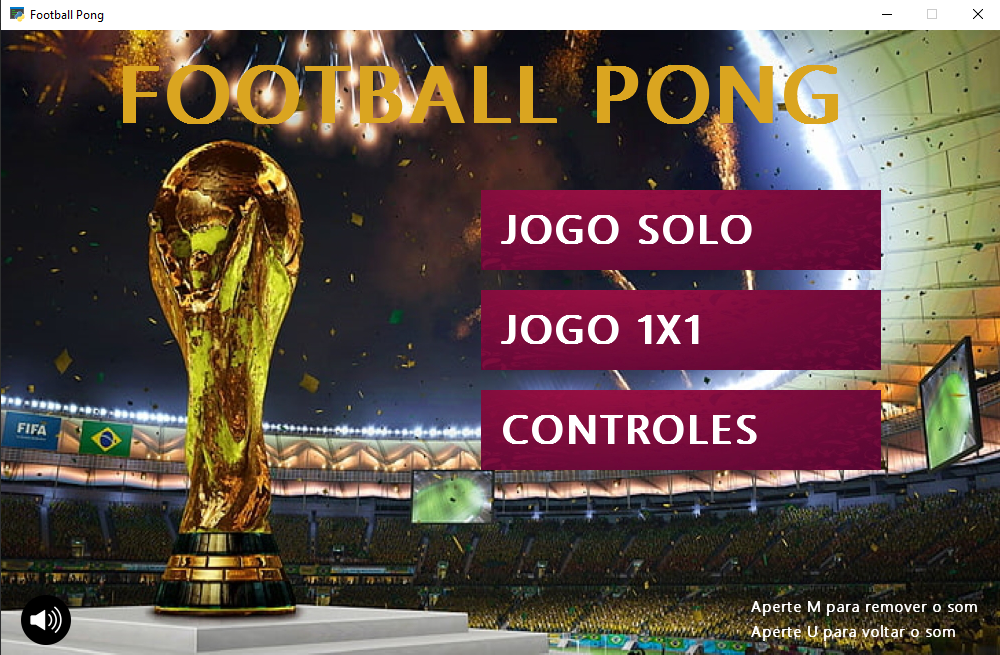 Football Pong
FOOTBALL PONG
JOGO SOLO
JOGO 1X1
CONTROLES
FIFA
Aperte M para remover o som
Aperte U para voltar o som